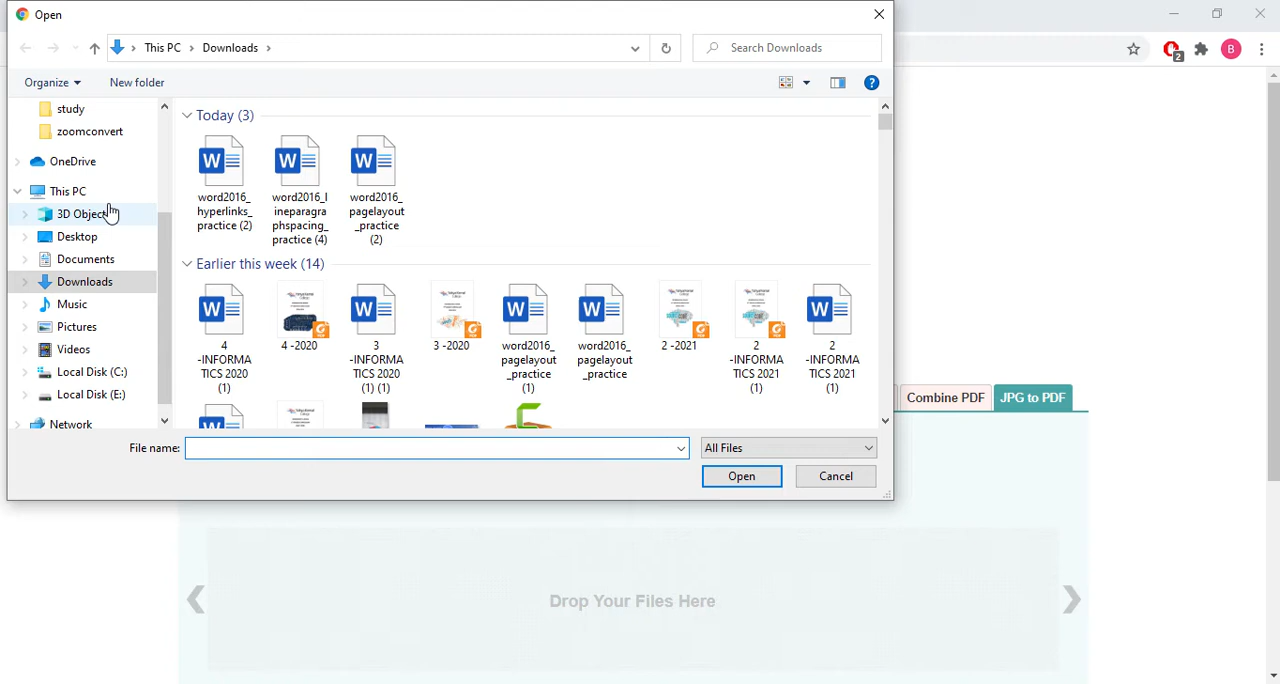 Open
This PC
Downloads
Search Downloads
2
B
Organize
New folder
?
study
zoomconvert
OneDrive
This PC
3D Objec
Desktop
Documents
Downloads
Music
Pictures
Videos
Local Disk (C:)
Local Disk (E:)
Network
Today (3)
word2016_
hyperlinks_
practice (2)
word2016_l
ineparagra
phspacing_
practice (4)
word2016_
pagelayout
_practice
(2)
Earlier this week (14)
4
-INFORMA
TICS 2020
(1)
4 -2020
3
-INFORMA
TICS 2020
(1) (1)
3 -2020
word2016_
pagelayout
_practice
(1)
word2016_
pagelayout
_practice
2 -2021
2
-INFORMA
TICS 2021
(1)
2
-INFORMA
TICS 2021
(1)
File name:
All Files
Open
Cancel
Combine PDF
JPG to PDF
Drop Your Files Here